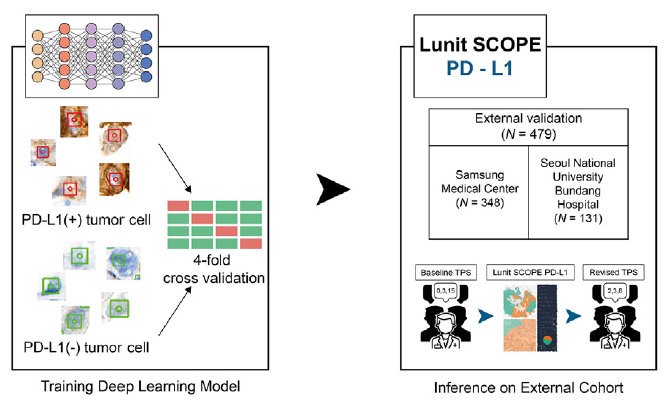 PD-L1(+) tumor cell
PD-L1(-) tumor cell
4-fold
cross validation
Training Deep Learning Model
Lunit SCOPE
PD - L1
External validation
(N = 479)
Samsung
Medical Center
(N = 348)
Seoul National
University
Bundang
Hospital
(N = 131)
Baseline TPS
0,3,15
Lunit SCOPE PD-L1
Revised TPS
2,3,8
Inference on External Cohort